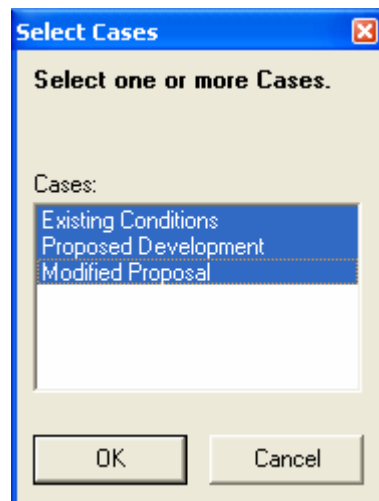 Select Cases
Select one or more Cases.
Cases:
Existing Conditions
Proposed Development
Modified Proposal
OK
Cancel